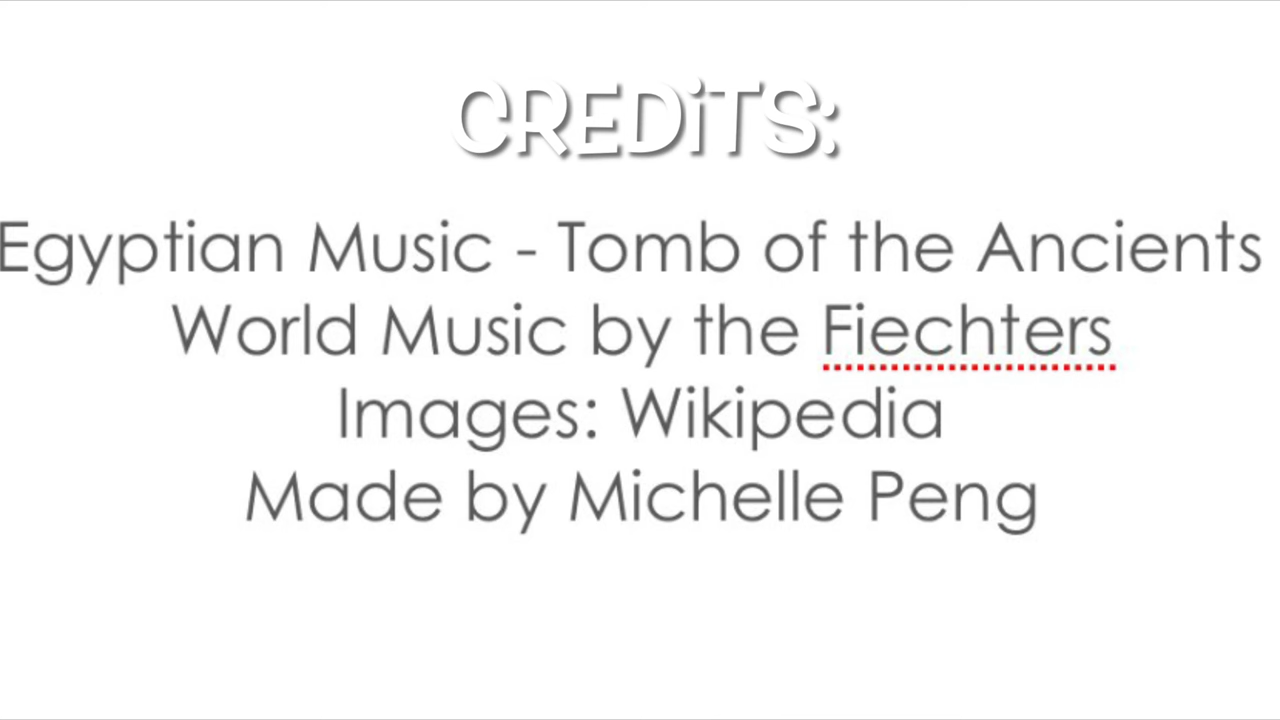 CREDiTS:
Egyptian Music - Tomb of the Ancients
World Music by the Fiechters
Images: Wikipedia
Made by Michelle Peng